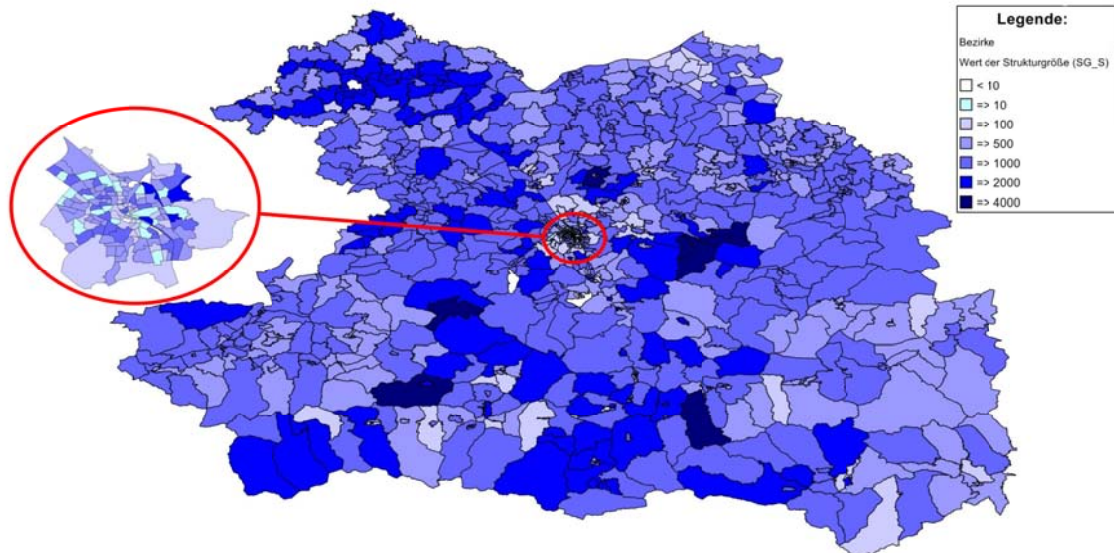 Legende:
Bezirke
Wert der Strukturgröße (SG_S)
< 10
=> 10
=> 100
=> 500
=> 1000
=> 2000
=> 4000